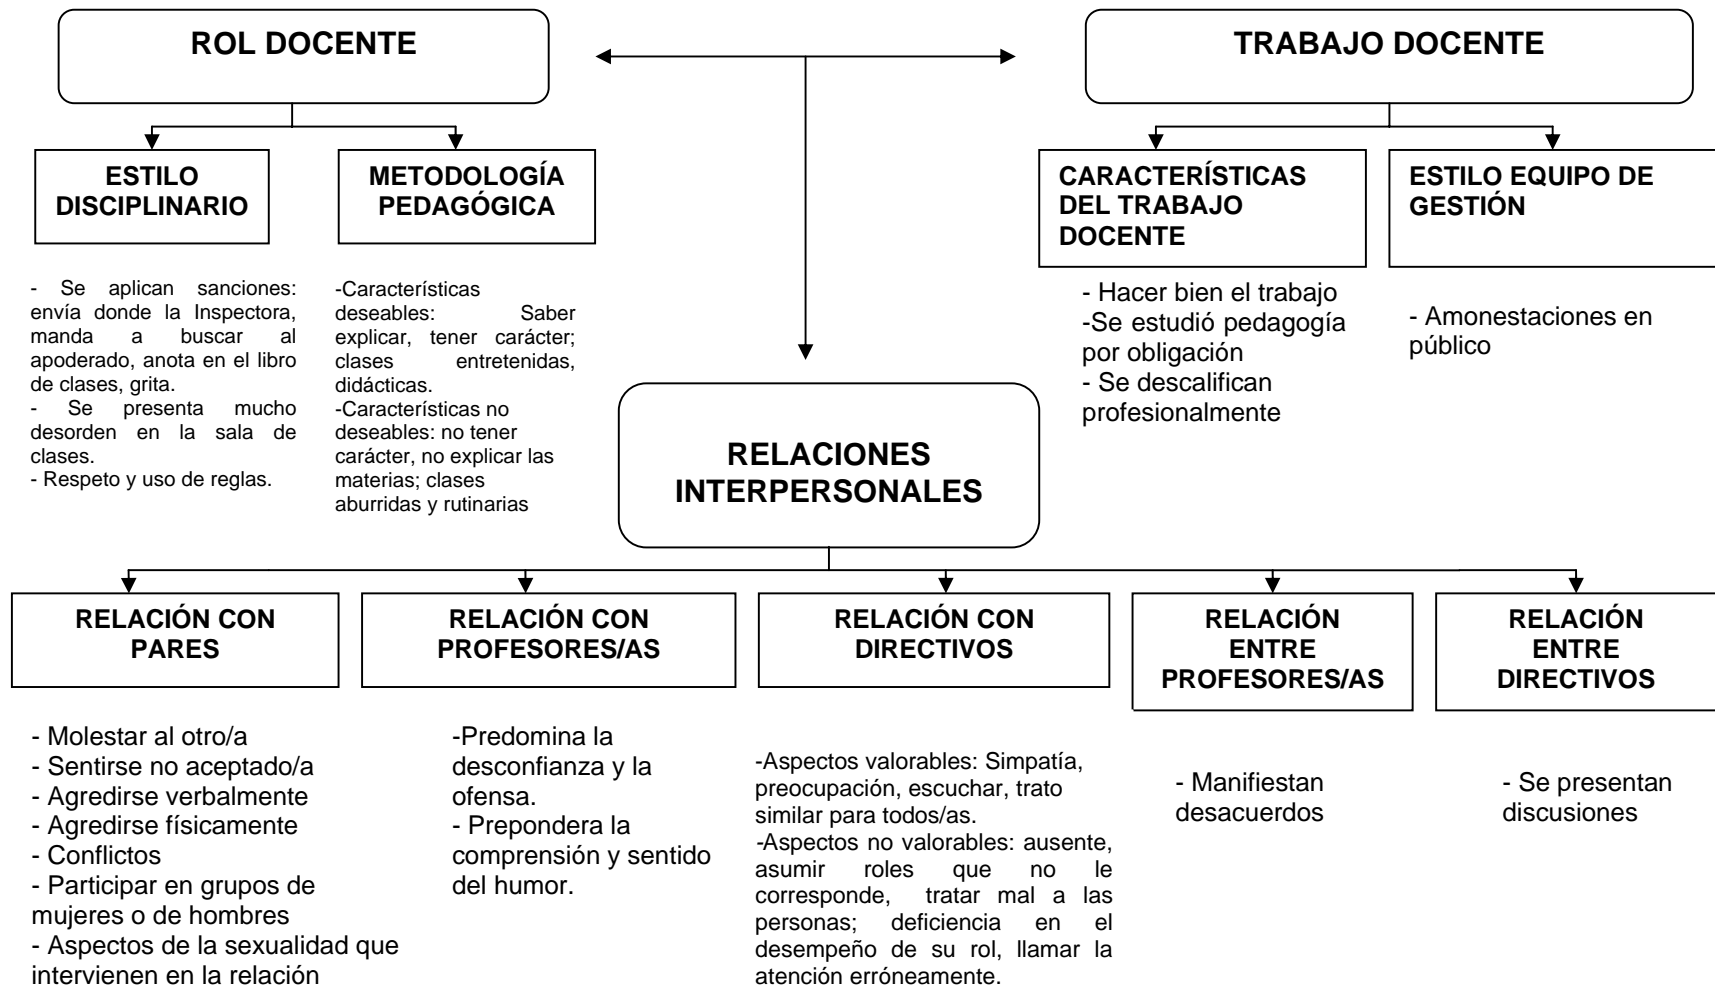 ROL DOCENTE
TRABAJO DOCENTE
ESTILO
DISCIPLINARIO
METODOLOGÍA
PEDAGÓGICA
CARACTERÍSTICAS
DEL TRABAJO
DOCENTE
ESTILO EQUIPO DE
GESTIÓN
- Se aplican sanciones:
envía donde la Inspectora,
manda a buscar al
apoderado, anota en el libro
de clases, grita.
- Se presenta mucho
desorden en la sala de
clases.
- Respeto y uso de reglas.
-Características
deseables: Saber
explicar, tener carácter;
clases entretenidas,
didácticas.
-Características no
deseables: no tener
carácter, no explicar las
materias; clases
aburridas y rutinarias
- Hacer bien el trabajo
-Se estudió pedagogía
por obligación
- Se descalifican
profesionalmente
- Amonestaciones en
público
RELACIONES
INTERPERSONALES
RELACIÓN CON
PARES
RELACIÓN CON
PROFESORES/AS
RELACIÓN CON
DIRECTIVOS
RELACIÓN
ENTRE
PROFESORES/AS
RELACIÓN
ENTRE
DIRECTIVOS
- Molestar al otro/a
- Sentirse no aceptado/a
- Agredirse verbalmente
- Agredirse físicamente
- Conflictos
- Participar en grupos de
mujeres o de hombres
- Aspectos de la sexualidad que
intervienen en la relación
-Predomina la
desconfianza y la
ofensa.
- Prepondera la
comprensión y sentido
del humor.
-Aspectos valorables: Simpatía,
preocupación, escuchar, trato
similar para todos/as.
-Aspectos no valorables: ausente,
asumir roles que no le
corresponde, tratar mal a las
personas; deficiencia en el
desempeño de su rol, llamar la
atención erróneamente.
- Manifiestan
desacuerdos
- Se presentan
discusiones